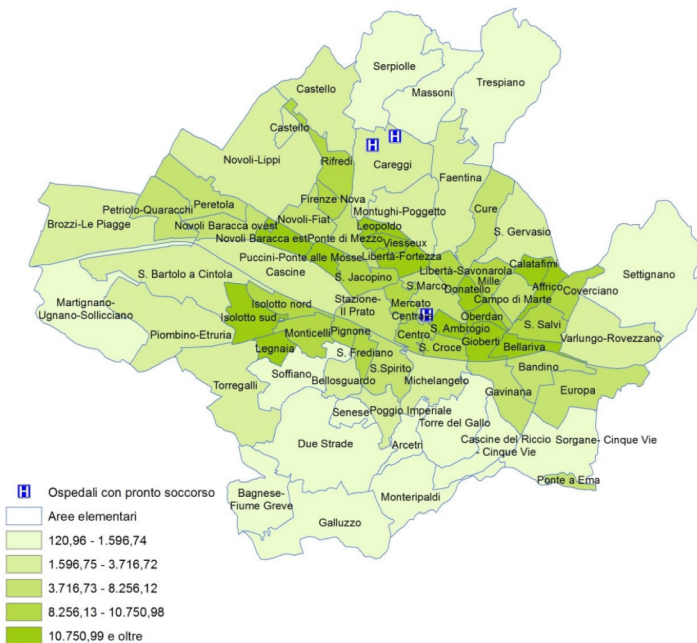 Serpiolle
Trespiano
Massoni
Castello
Castello
H
H
Rifredi
Careggi
Novoli-Lippi
Faentina
Firenze Nova
Cure
Petriolo-Quaracchi
Peretola
Montughi-Poggetto
Brozzi-Le Piagge
Novoli Baracca ovest
Novoli-Fiat
Leopoldo
S. Gervasio
Novoli Baracca est
Ponte di Mezzo
Viesseux
Puccini-Ponte alle Mosse
Libertà-Fortezza
Calatafimi
S. Bartolo a Cintola
Cascine
S. Jacopino
Libertà-Savonarola
Mille
Affrico
Settignano
S.Marco
Donatello
Campo di Marte
Coverciano
Martignano-
Ugnano-Sollicciano
Isolotto nord
Stazione-
Il Prato
Mercato
Centrale
H
Oberdan
Isolotto sud
S. Ambrogio
S. Salvi
Piombino-Etruria
Monticelli
Pignone
Centro
Gioberti
Varlungo-Rovezzano
Legnaia
S. Frediano
S. Croce
Bellariva
Soffiano
S.Spirito
Bandino
Torregalli
Bellosguardo
Michelangelo
Gavinana
Europa
Senese
Poggio Imperiale
Torre del Gallo
Due Strade
Arcetri
Cascine del Riccio
- Cinque Vie
Sorgane- Cinque Vie
Ponte a Ema
Bagnese-
Fiume Greve
Monteripaldi
Galluzzo
H Ospedali con pronto soccorso
Aree elementari
120,96 - 1.596,74
1.596,75 - 3.716,72
3.716,73 - 8.256,12
8.256,13 - 10.750,98
10.750,99 e oltre